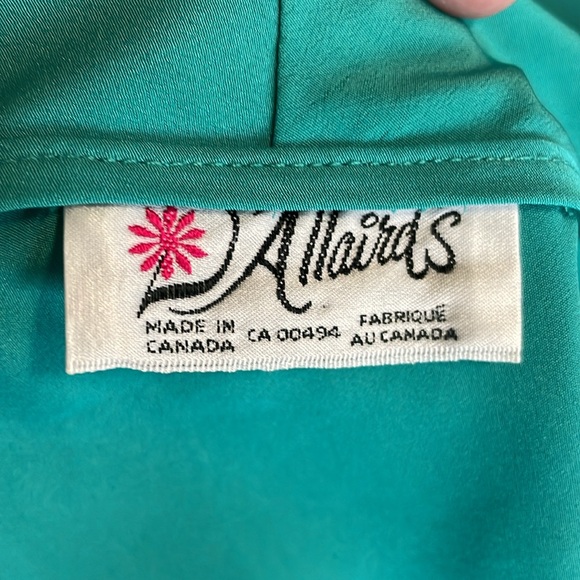 D'Allaird's
MADE IN CANADA
CA 00494
FABRIQUÉ AU CANADA